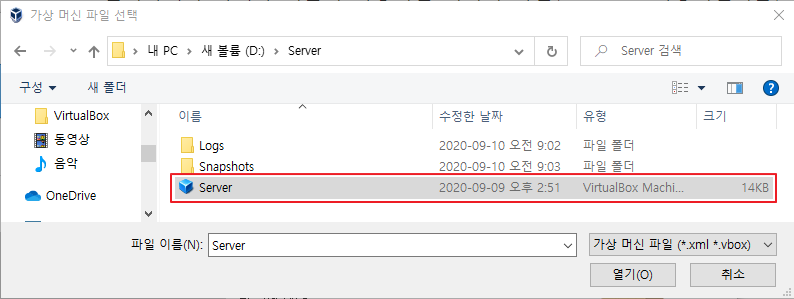 가상 머신 파일 선택
내 PC > 새 볼륨 (D:) > Server
Server 검색
구성 새 폴더
VirtualBox
동영상
음악
OneDrive
이름 수정한 날짜 유형 크기
Logs 2020-09-10 오전 9:02 파일 폴더
Snapshots 2020-09-10 오전 9:03 파일 폴더
Server 2020-09-09 오후 2:51 VirtualBox Machi... 14KB
파일 이름(N): Server 가상 머신 파일 (*.xml *.vbox)
열기(O) 취소